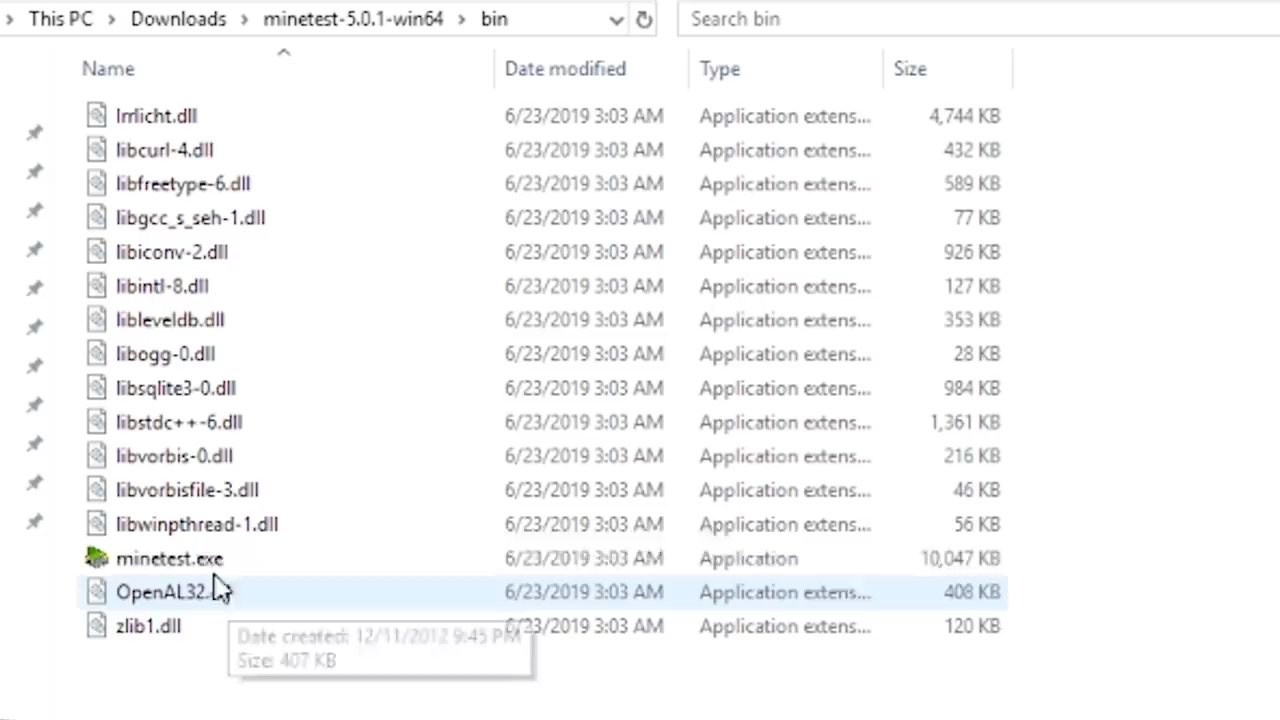 This PC > Downloads > minetest-5.0.1-win64 > bin Search bin
Name Date modified Type Size
Irrlicht.dll 6/23/2019 3:03 AM Application extens... 4,744 KB
libcurl-4.dll 6/23/2019 3:03 AM Application extens... 432 KB
libfreetype-6.dll 6/23/2019 3:03 AM Application extens... 589 KB
libgcc_s_seh-1.dll 6/23/2019 3:03 AM Application extens... 77 KB
libiconv-2.dll 6/23/2019 3:03 AM Application extens... 926 KB
libintl-8.dll 6/23/2019 3:03 AM Application extens... 127 KB
libleveldb.dll 6/23/2019 3:03 AM Application extens... 353 KB
libogg-0.dll 6/23/2019 3:03 AM Application extens... 28 KB
libsqlite3-0.dll 6/23/2019 3:03 AM Application extens... 984 KB
libstdc++-6.dll 6/23/2019 3:03 AM Application extens... 1,361 KB
libvorbis-0.dll 6/23/2019 3:03 AM Application extens... 216 KB
libvorbisfile-3.dll 6/23/2019 3:03 AM Application extens... 46 KB
libwinpthread-1.dll 6/23/2019 3:03 AM Application extens... 56 KB
minetest.exe 6/23/2019 3:03 AM Application 10,047 KB
OpenAL32. 6/23/2019 3:03 AM Application extens... 408 KB
zlib1.dll 6/23/2019 3:03 AM Application extens... 120 KB
Date created: 12/11/2012 9:45 PM
Size: 407 KB